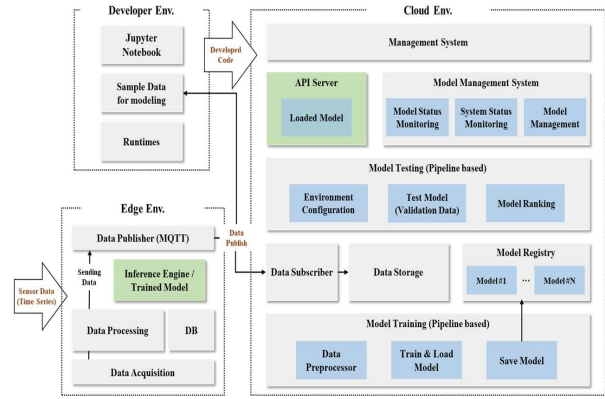 Developer Env.
Jupyter
Notebook
Sample Data
for modeling
Runtimes
Developed
Code
Cloud Env.
Management System
API Server
Loaded Model
Model Management System
Model Status
Monitoring
System Status
Monitoring
Model
Management
Model Testing (Pipeline based)
Environment
Configuration
Test Model
(Validation Data)
Model Ranking
Edge Env.
Data Publisher (MQTT)
Data
Publish
Sending
Data
Inference Engine /
Trained Model
Sensor Data
(Time Series)
Data Processing
DB
Data Acquisition
Data Subscriber
Data Storage
Model Registry
Model#1
...
Model#N
Model Training (Pipeline based)
Data
Preprocessor
Train & Load
Model
Save Model